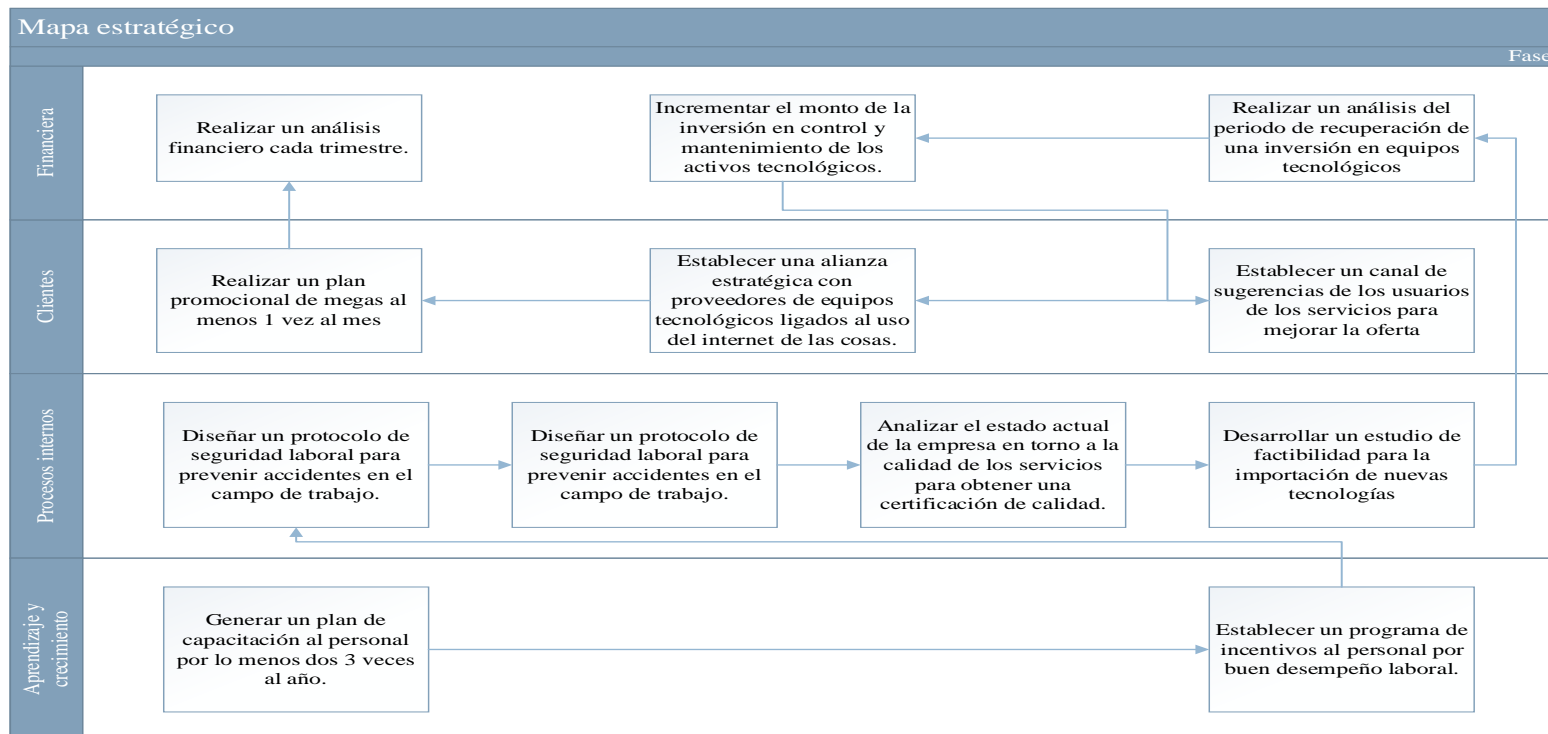 Mapa estratégico
Fase
Financiera
Realizar un análisis
financiero cada trimestre.
Incrementar el monto de la
inversión en control y
mantenimiento de los
activos tecnológicos.
Realizar un análisis del
periodo de recuperación de
una inversión en equipos
tecnológicos
Clientes
Realizar un plan
promocional de megas al
menos 1 vez al mes
Establecer una alianza
estratégica con
proveedores de equipos
tecnológicos ligados al uso
del internet de las cosas.
Establecer un canal de
sugerencias de los usuarios
de los servicios para
mejorar la oferta
Procesos internos
Diseñar un protocolo de
seguridad laboral para
prevenir accidentes en el
campo de trabajo.
Diseñar un protocolo de
seguridad laboral para
prevenir accidentes en el
campo de trabajo.
Analizar el estado actual
de la empresa en torno a la
calidad de los servicios
para obtener una
certificación de calidad.
Desarrollar un estudio de
factibilidad para la
importación de nuevas
tecnologías
Aprendizaje y
crecimiento
Generar un plan de
capacitación al personal
por lo menos dos 3 veces
al año.
Establecer un programa de
incentivos al personal por
buen desempeño laboral.